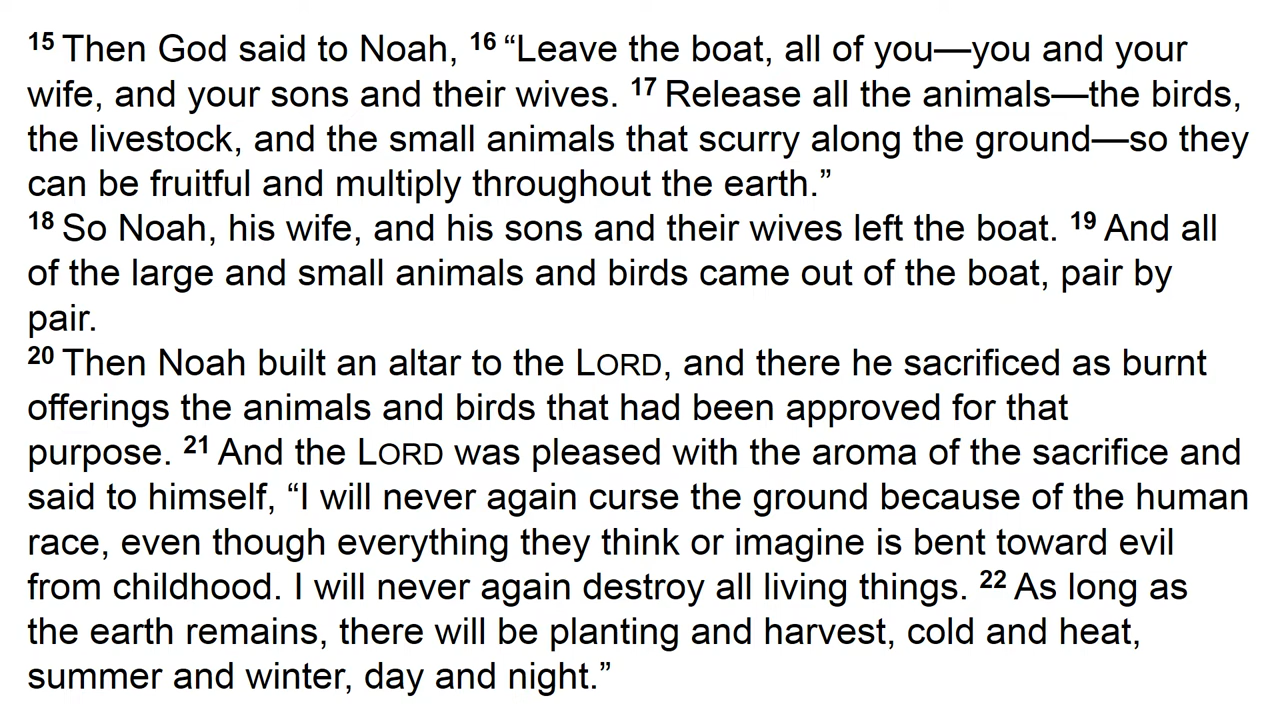 15 Then God said to Noah, 16 “Leave the boat, all of you—you and your
wife, and your sons and their wives. 17 Release all the animals—the birds,
the livestock, and the small animals that scurry along the ground—so they
can be fruitful and multiply throughout the earth.”
18 So Noah, his wife, and his sons and their wives left the boat. 19 And all
of the large and small animals and birds came out of the boat, pair by
pair.
20 Then Noah built an altar to the LORD, and there he sacrificed as burnt
offerings the animals and birds that had been approved for that
purpose. 21 And the LORD was pleased with the aroma of the sacrifice and
said to himself, “I will never again curse the ground because of the human
race, even though everything they think or imagine is bent toward evil
from childhood. I will never again destroy all living things. 22 As long as
the earth remains, there will be planting and harvest, cold and heat,
summer and winter, day and night.”